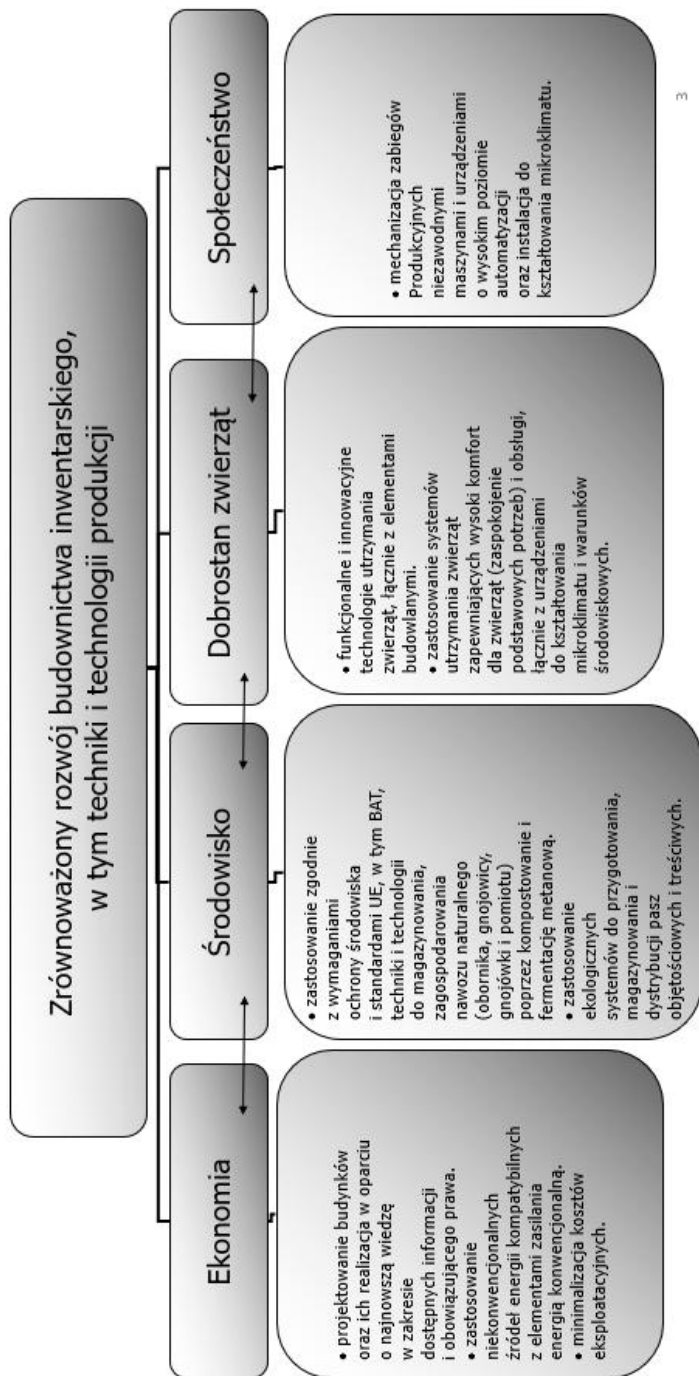 Zrównoważony rozwój budownictwa inwentarskiego,
w tym techniki i technologii produkcji
Ekonomia
• projektowanie budynków
oraz ich realizacja w oparciu
o najnowszą wiedzę
w zakresie
dostępnych informacji
i obowiązującego prawa.
• zastosowanie
niekonwencjonalnych
źródeł energii kompatybilnych
z elementami zasilania
energią konwencjonalną.
• minimalizacja kosztów
eksploatacyjnych.
Środowisko
• zastosowanie zgodnie
z wymaganiami
ochrony środowiska
i standardami UE, w tym BAT,
techniki i technologii
do magazynowania,
zagospodarowania
nawozu naturalnego
(obornika, gnojowicy,
gnojówki i pomiotu)
poprzez kompostowanie i
fermentację metanową.
• zastosowanie
ekologicznych
systemów do przygotowania,
magazynowania i
dystrybucji pasz
objętościowych i treściwych.
Dobrostan zwierząt
• funkcjonalne i innowacyjne
technologie utrzymania
zwierząt, łącznie z elementami
budowlanymi.
• zastosowanie systemów
utrzymania zwierząt
zapewniających wysoki komfort
dla zwierząt (zaspokojenie
podstawowych potrzeb) i obsługi,
łącznie z urządzeniami
do kształtowania
mikroklimatu i warunków
środowiskowych.
Społeczeństwo
• mechanizacja zabiegów
Produkcyjnych
niezawodnymi
maszynami i urządzeniami
o wysokim poziomie
automatyzacji
oraz instalacja do
kształtowania mikroklimatu.
3